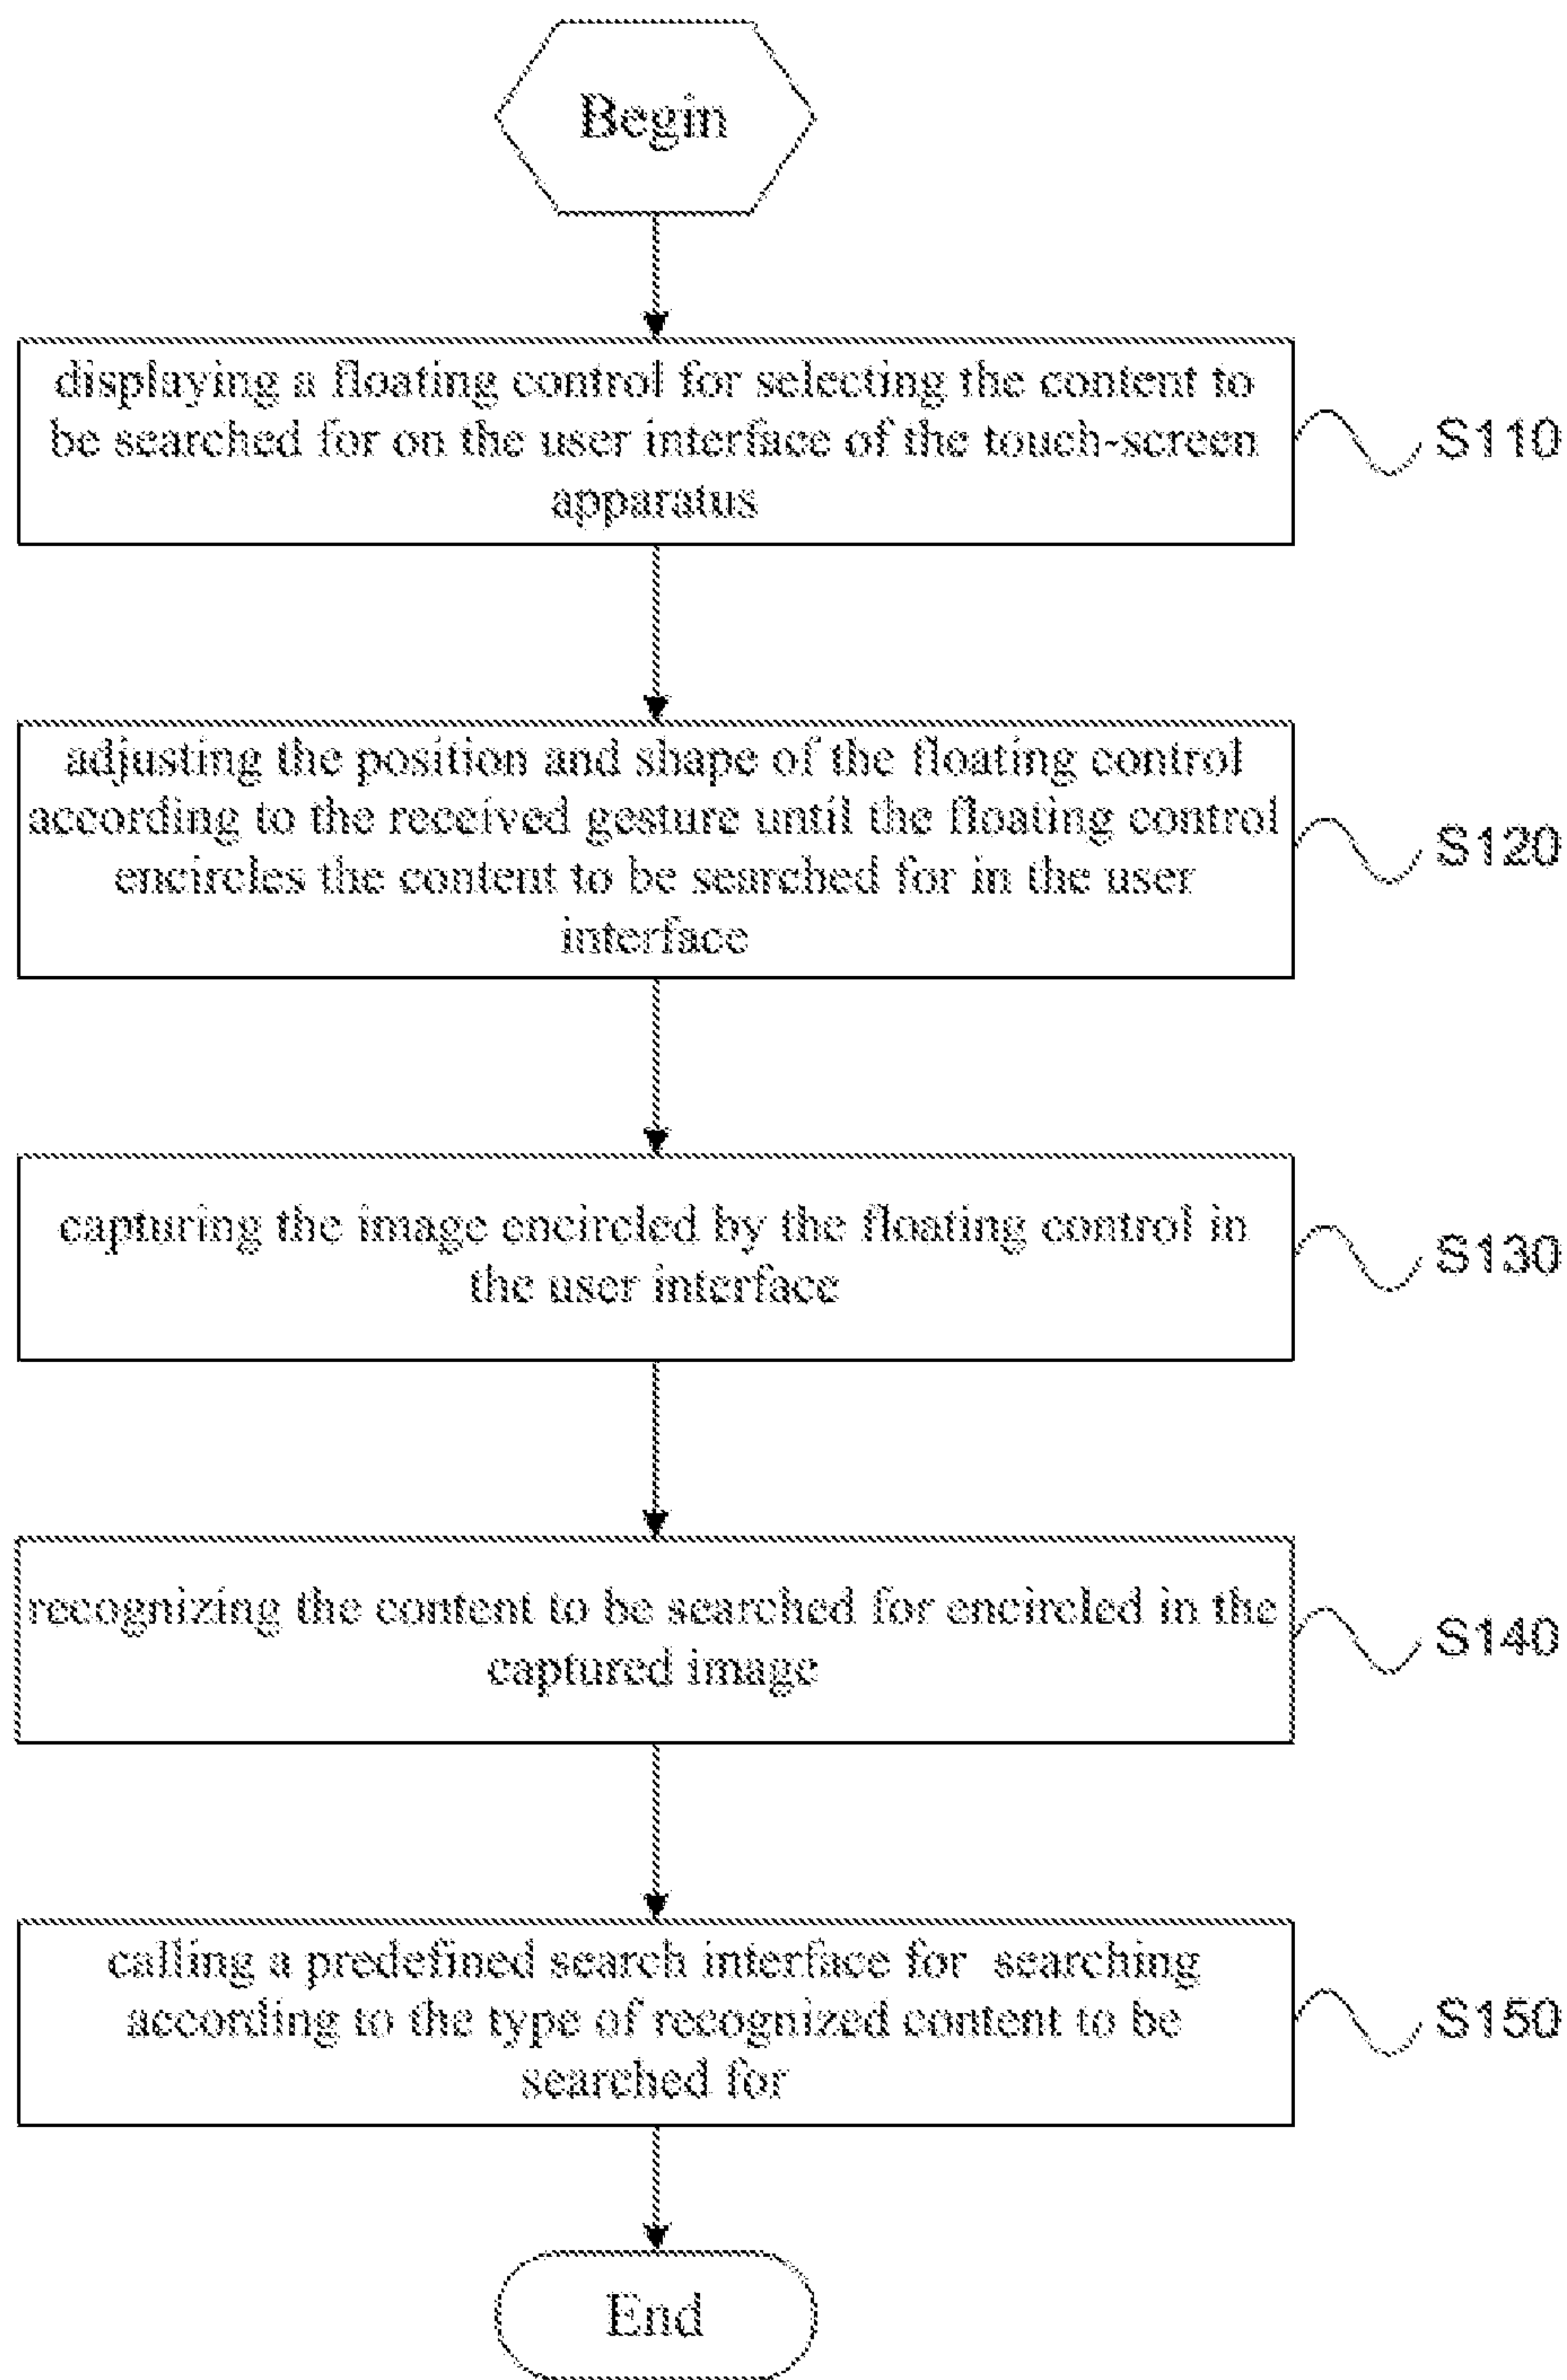 Begin
displaying a floating control for selecting the content to
be searched for on the user interface of the touch-screen
apparatus
S110
adjusting the position and shape of the floating control
according to the received gesture until the floating control
encircles the content to be searched for in the user
interface
S120
capturing the image encircled by the floating control in
the user interface
S130
recognizing the content to be searched for encircled in the
captured image
S140
calling a predefined search interface for searching
according to the type of recognized content to be
searched for
S150
End